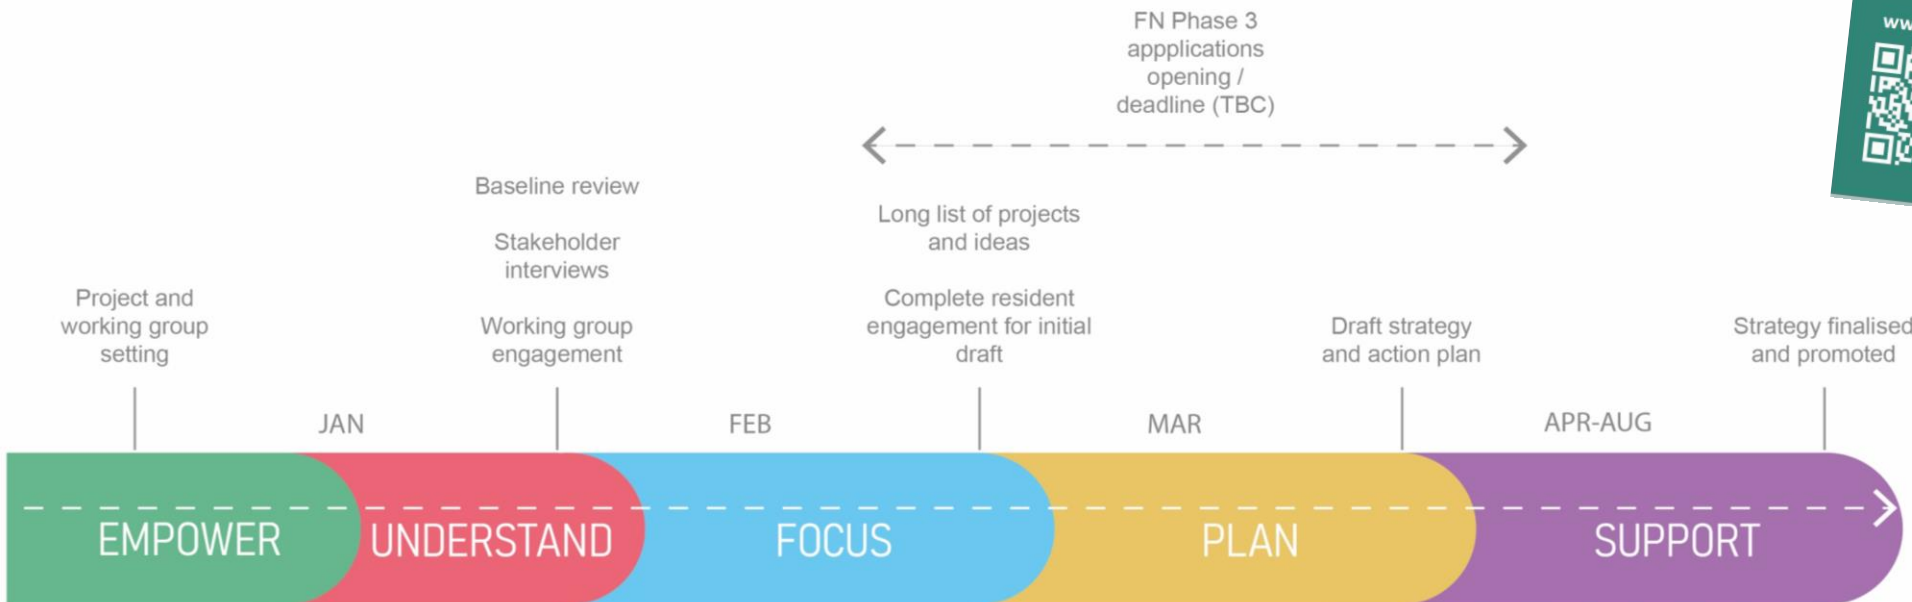 FN Phase 3
appplications
opening /
deadline (TBC)
Baseline review
Stakeholder
interviews
Working group
engagement
Project and
working group
setting
Long list of projects
and ideas
Complete resident
engagement for initial
draft
Draft strategy
and action plan
Strategy finalised
and promoted
JAN
FEB
MAR
APR-AUG
EMPOWER
UNDERSTAND
FOCUS
PLAN
SUPPORT